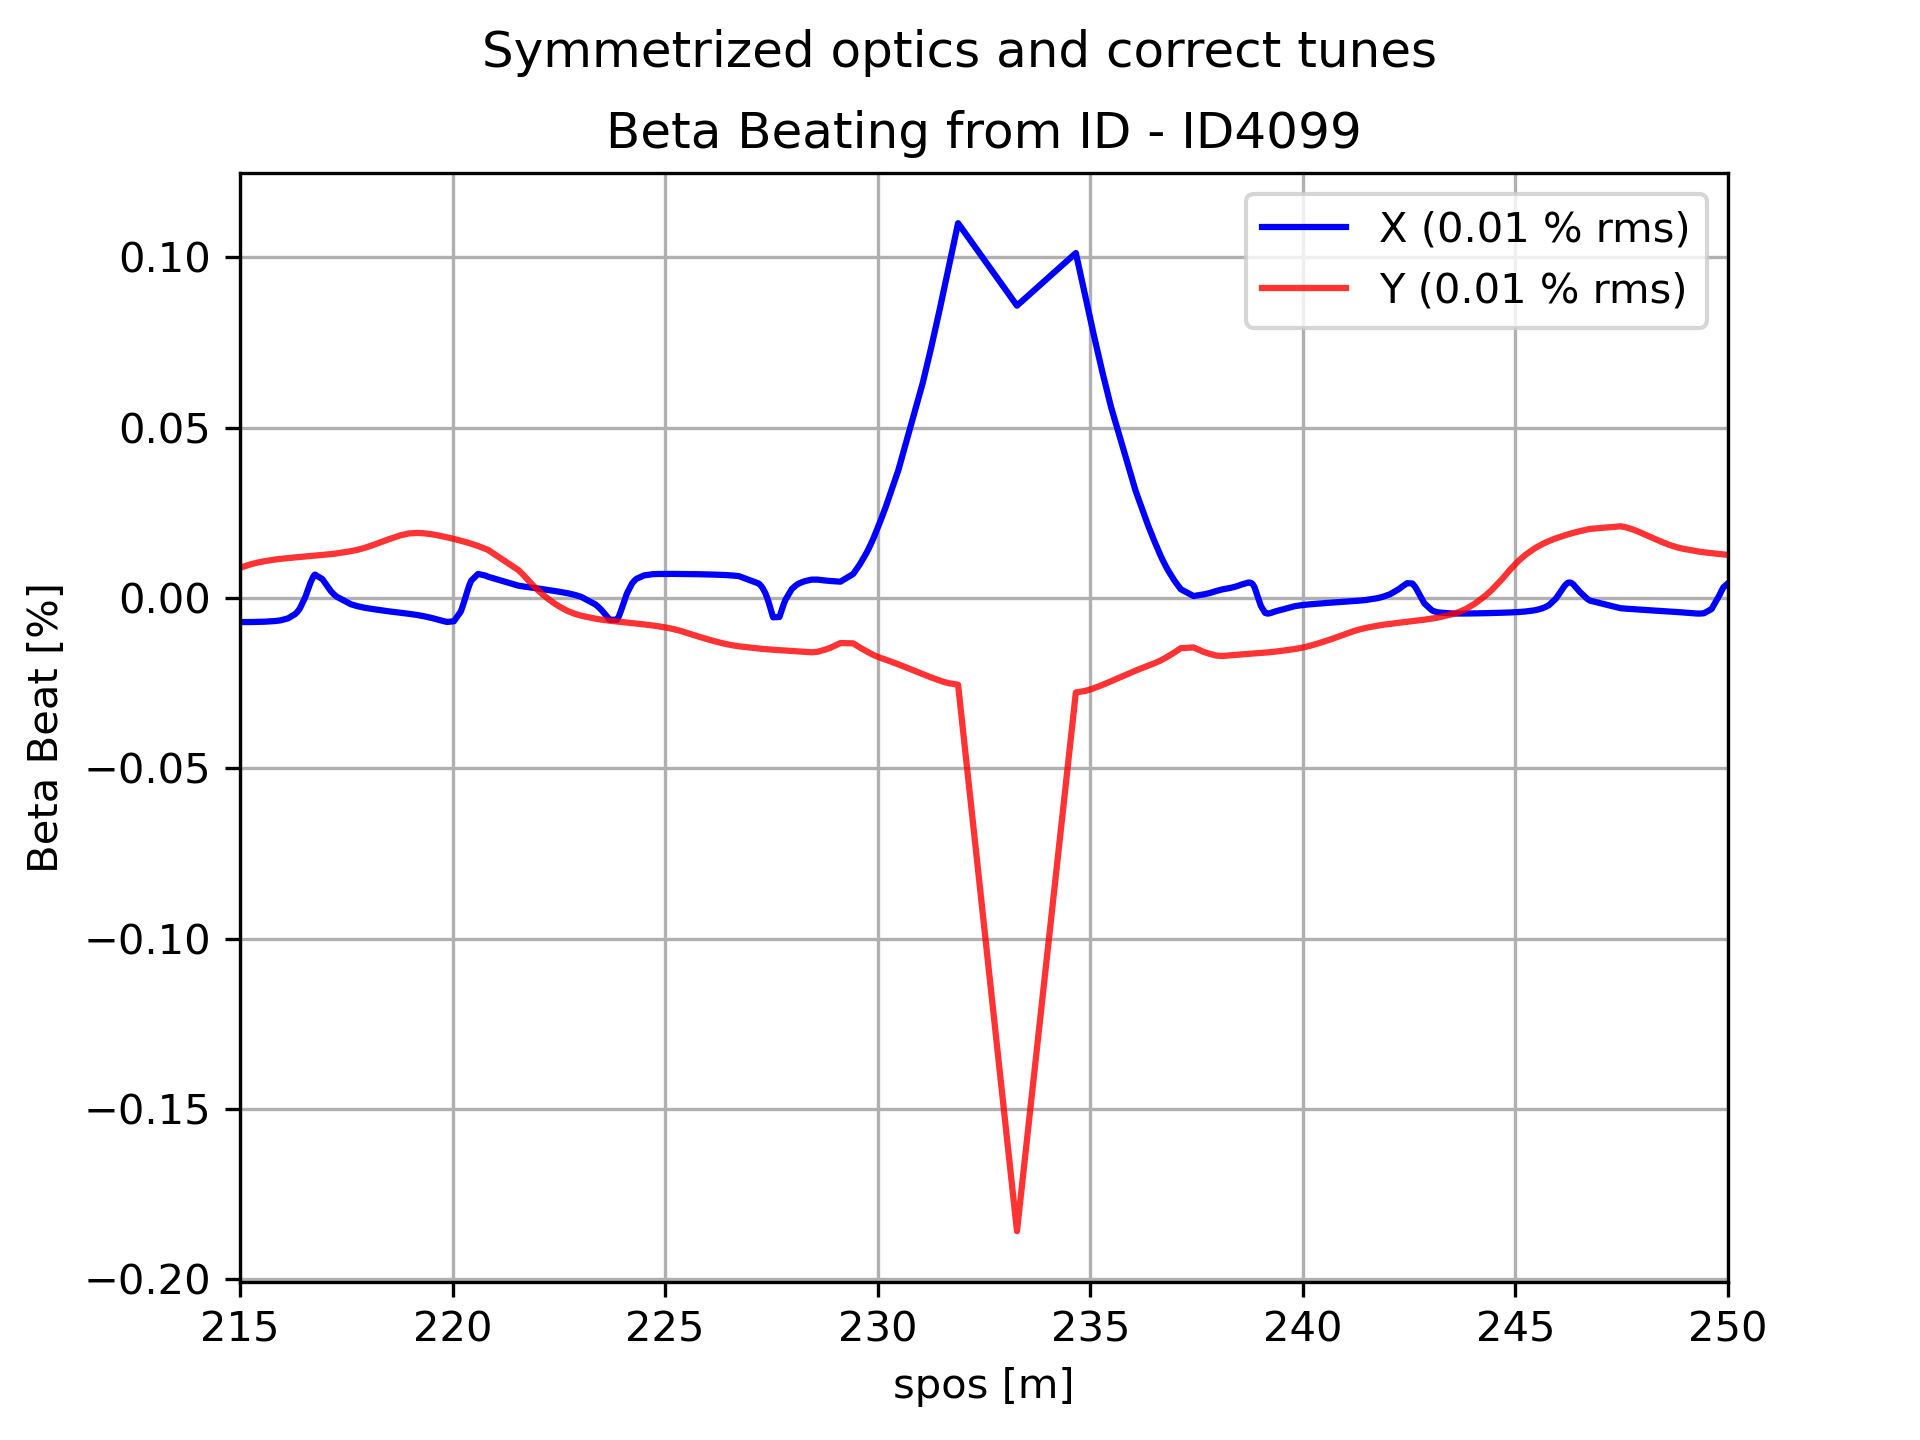 Symmetrized optics and correct tunes
Beta Beating from ID - ID4099
X (0.01 % rms)
Y (0.01 % rms)
0.10
0.05
0.00
−0.05
−0.10
−0.15
−0.20
Beta Beat [%]
215 220 225 230 235 240 245 250
spos [m]